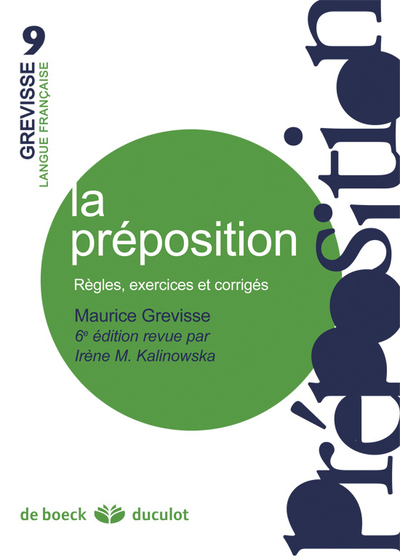 GREVISSE 9
LANGUE FRANÇAISE
la
préposition
Règles, exercices et corrigés
Maurice Grevisse
6e édition revue par
Irène M. Kalinowska
préposition
de boeck duculot